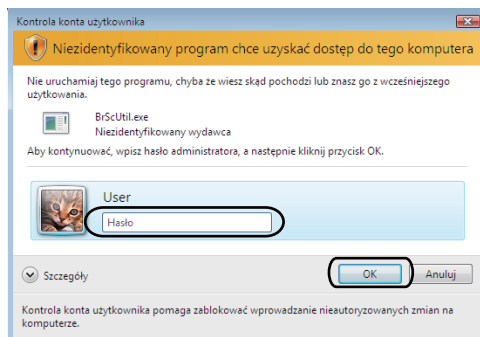 Kontrola konta użytkownika
Niezidentyfikowany program chce uzyskać dostęp do tego komputera
Nie uruchamiaj tego programu, chyba że wiesz skąd pochodzi lub znasz go z wcześniejszego
użytkowania.
BrScUtil.exe
Niezidentyfikowany wydawca
Aby kontynuować, wpisz hasło administratora, a następnie kliknij przycisk OK.
User
Hasło
Szczegóły
OK
Anuluj
Kontrola konta użytkownika pomaga zablokować wprowadzanie nieautoryzowanych zmian na
komputerze.